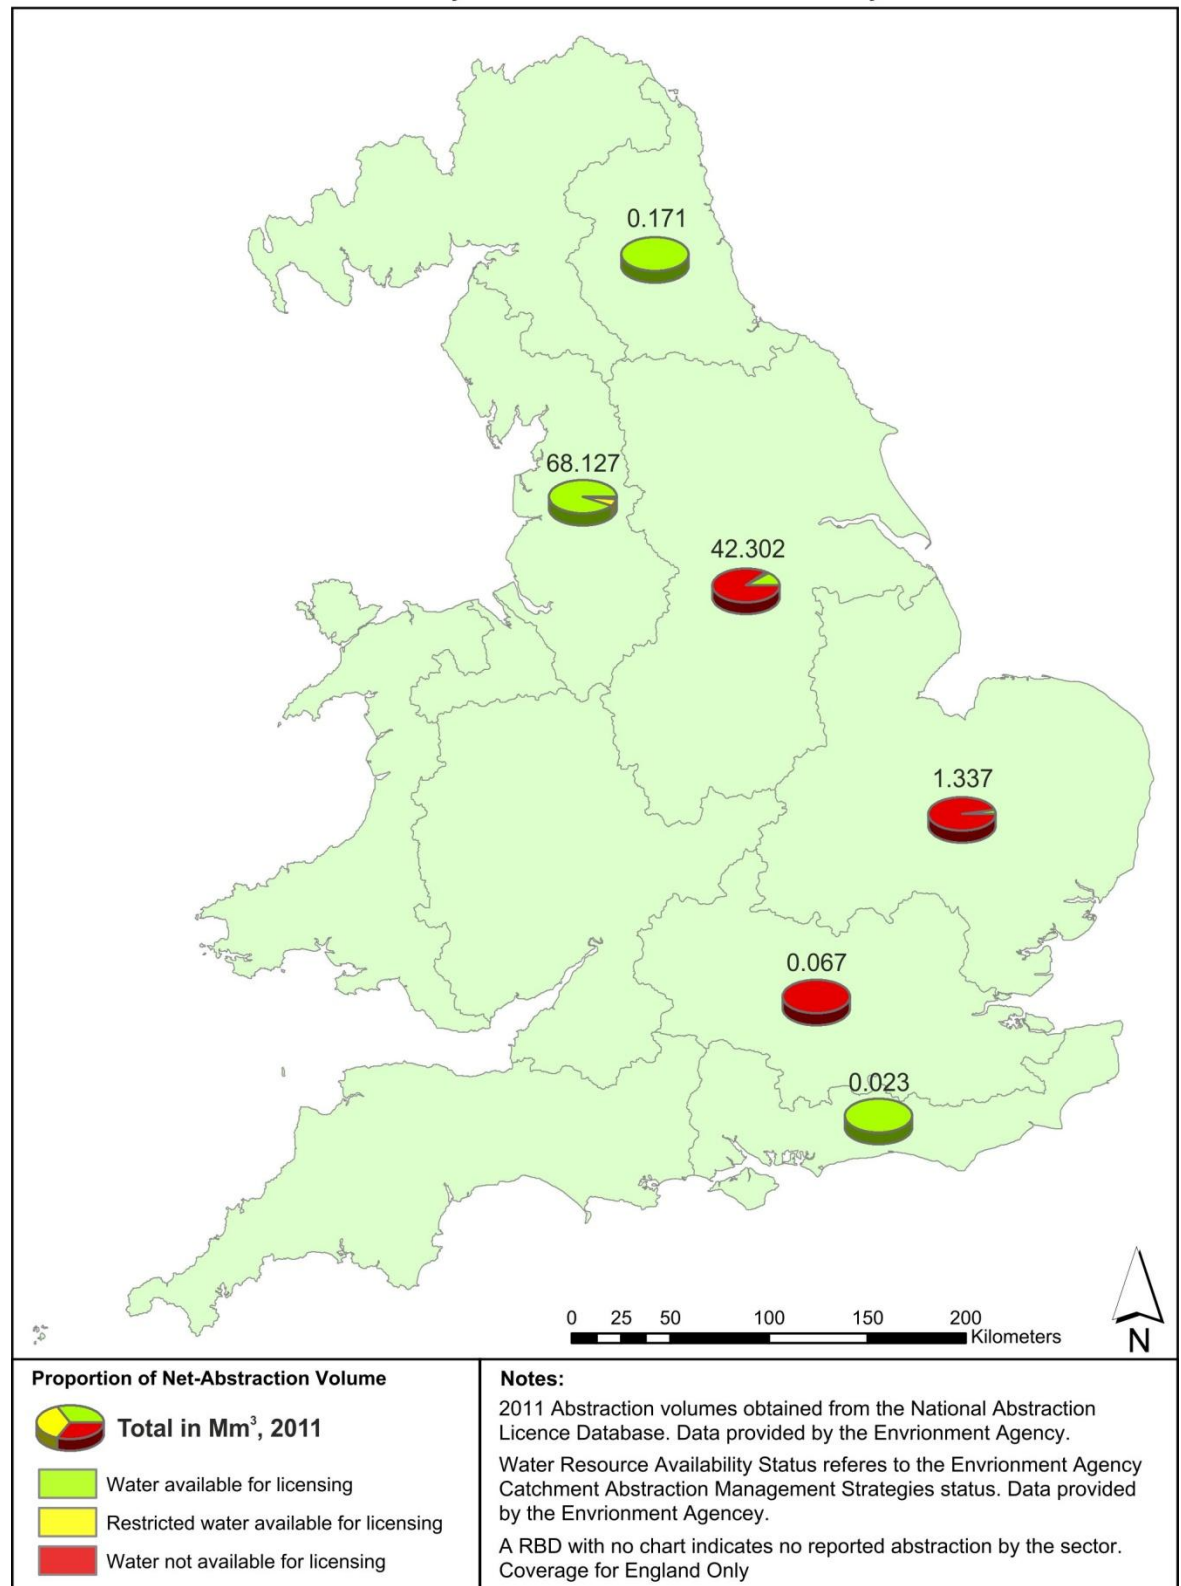 0.171
68.127
42.302
1.337
0.067
0.023
0 25 50 100 150 200
Kilometers
N
Proportion of Net-Abstraction Volume
Total in Mm³, 2011
Water available for licensing
Restricted water available for licensing
Water not available for licensing
Notes:
2011 Abstraction volumes obtained from the National Abstraction
Licence Database. Data provided by the Envrionment Agency.
Water Resource Availability Status referes to the Envrionment Agency
Catchment Abstraction Management Strategies status. Data provided
by the Envrionment Agencey.
A RBD with no chart indicates no reported abstraction by the sector.
Coverage for England Only